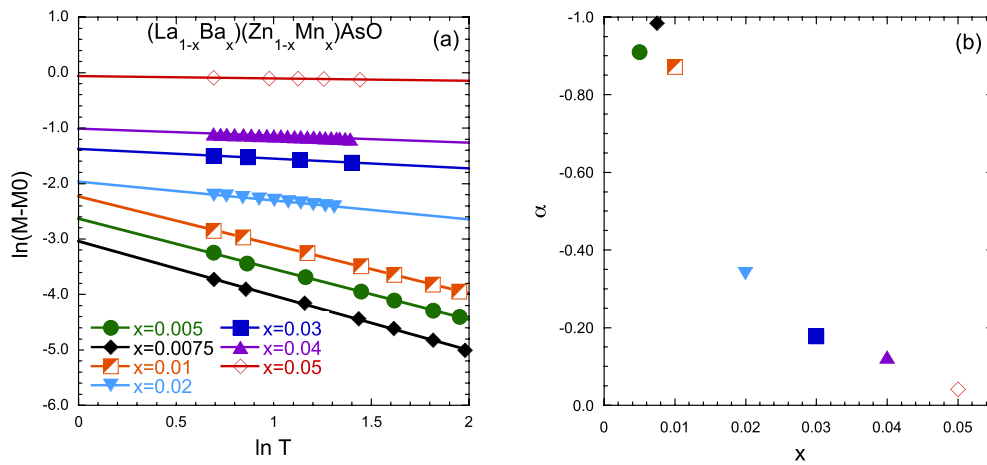 (La1-xBax)(Zn1-xMnx)AsO
(a)
1.0
0.0
-1.0
-2.0
-3.0
-4.0
-5.0
-6.0
ln(M-M0)
x=0.005
x=0.0075
x=0.01
x=0.02
x=0.03
x=0.04
x=0.05
0
0.5
1
1.5
2
ln T
(b)
-1.0
-0.80
-0.60
-0.40
-0.20
0.0
α
0
0.01
0.02
0.03
0.04
0.05
x